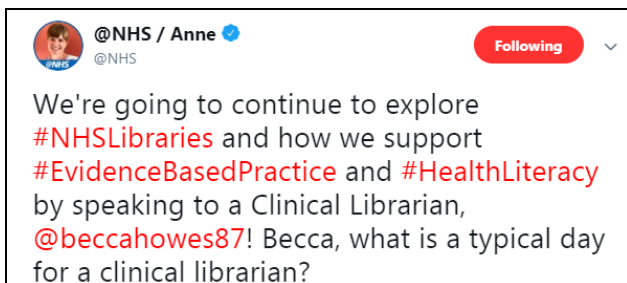 @NHS / Anne
@NHS
@NHS
Following
We're going to continue to explore
#NHSLibraries and how we support
#EvidenceBasedPractice and #HealthLiteracy
by speaking to a Clinical Librarian,
@beccahowes87! Becca, what is a typical day
for a clinical librarian?